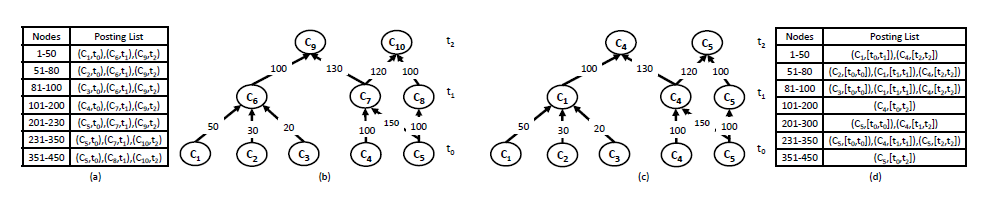 Nodes Posting List
1-50 (C₁,t₀),(C₆,t₁),(C₉,t₂)
51-80 (C₂,t₀),(C₆,t₁),(C₉,t₂)
81-100 (C₃,t₀),(C₆,t₁),(C₉,t₂)
101-200 (C₄,t₀),(C₇,t₁),(C₉,t₂)
201-230 (C₅,t₀),(C₇,t₁),(C₉,t₂)
231-350 (C₅,t₀),(C₇,t₁),(C₁₀,t₂)
351-450 (C₅,t₀),(C₈,t₁),(C₁₀,t₂)
(a)
C₉ C₁₀ t₂
100 130 120 100
C₆ C₇ C₈ t₁
50 30 20 100 150 100
C₁ C₂ C₃ C₄ C₅ t₀
(b)
C₄ C₅ t₂
100 130 120 100
C₁ C₄ C₅ t₁
50 30 20 100 150 100
C₁ C₂ C₃ C₄ C₅ t₀
(c)
Nodes Posting List
1-50 (C₁,[t₀,t₁]),(C₄,[t₂,t₂])
51-80 (C₂,[t₀,t₀]),(C₁,[t₁,t₁]),(C₄,[t₂,t₂])
81-100 (C₃,[t₀,t₀]),(C₁,[t₁,t₁]),(C₄,[t₂,t₂])
101-200 (C₄,[t₀,t₂])
201-300 (C₅,[t₀,t₀]),(C₄,[t₁,t₂])
231-350 (C₅,[t₀,t₀]),(C₄,[t₁,t₁]),(C₅,[t₂,t₂])
351-450 (C₅,[t₀,t₂])
(d)